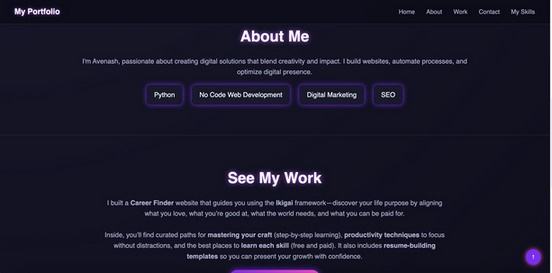 My Portfolio
Home About Work Contact My Skills
About Me
I'm Avenash, passionate about creating digital solutions that blend creativity and impact. I build websites, automate processes, and
optimize digital presence.
Python No Code Web Development Digital Marketing SEO
See My Work
I built a Career Finder website that guides you using the Ikigai framework—discover your life purpose by aligning
what you love, what you're good at, what the world needs, and what you can be paid for.
Inside, you'll find curated paths for mastering your craft (step-by-step learning), productivity techniques to focus
without distractions, and the best places to learn each skill (free and paid). It also includes resume-building
templates so you can present your growth with confidence.
↑